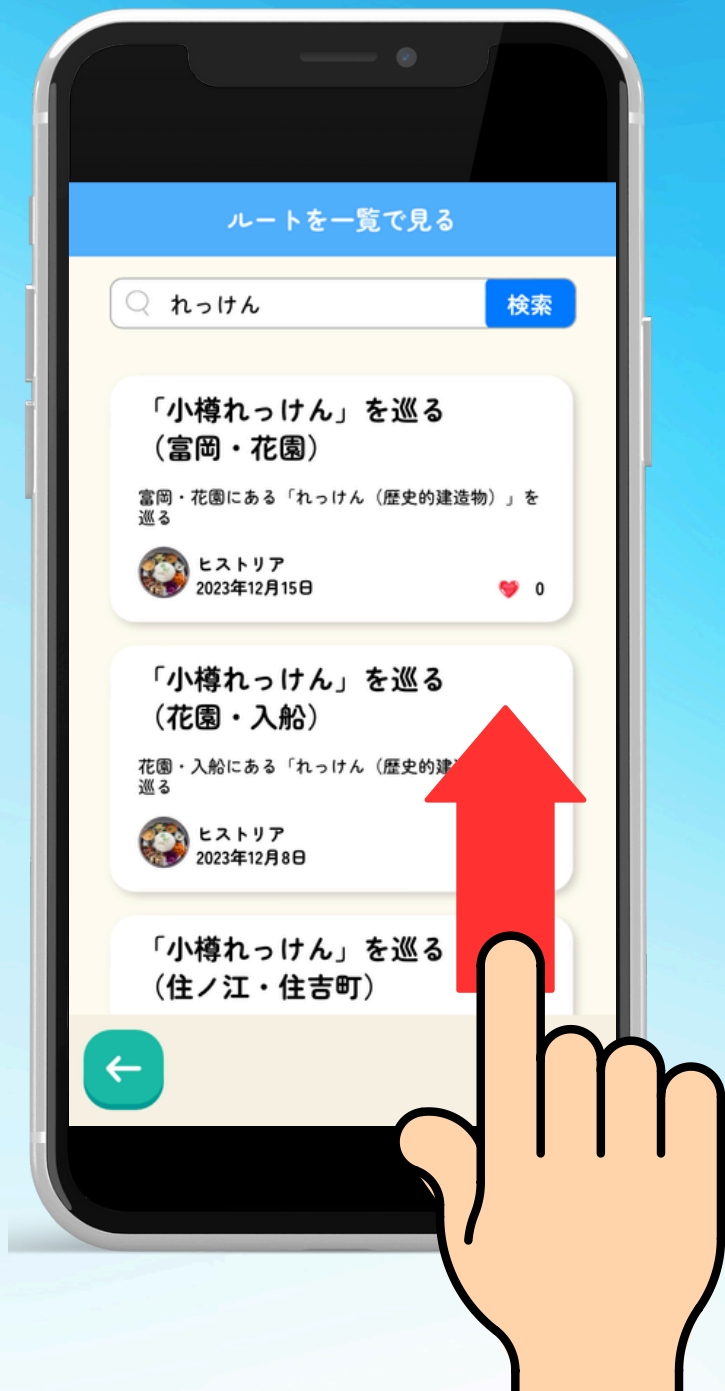 ルートを一覧で見る
れっけん
検索
「小樽れっけん」を巡る
（富岡・花園）
富岡・花園にある「れっけん（歴史的建造物）」を
巡る
ヒストリア
2023年12月15日
0
「小樽れっけん」を巡る
（花園・入船）
花園・入船にある「れっけん（歴史的建
巡る
ヒストリア
2023年12月8日
「小樽れっけん」を巡る
（住ノ江・住吉町）